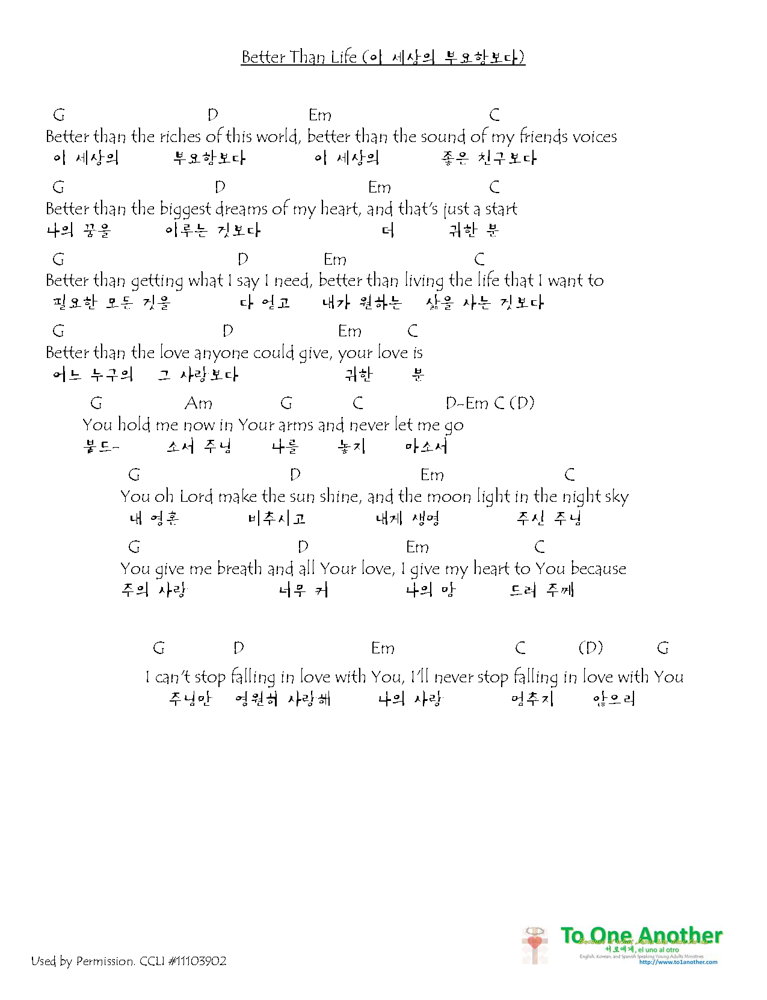 Better Than Life (이 세상의 부요함보다)
G D Em C
Better than the riches of this world, better than the sound of my friends voices
이 세상의 부요함보다 이 세상의 좋은 친구보다
G D Em C
Better than the biggest dreams of my heart, and that's just a start
나의 꿈을 이루는 것보다 더 귀한 분
G D Em C
Better than getting what I say I need, better than living the life that I want to
필요한 모든 것을 다 얻고 내가 원하는 삶을 사는 것보다
G D Em C
Better than the love anyone could give, your love is
어느 누구의 그 사랑보다 귀한 분
G Am G C D-Em C (D)
You hold me now in Your arms and never let me go
붙드- 소서 주님 나를 놓지 마소서
G D Em C
You oh Lord make the sun shine, and the moon light in the night sky
내 영혼 비추시고 내게 생명 주신 주님
G D Em C
You give me breath and all Your love, I give my heart to You because
주의 사랑 너무 커 나의 맘 드려 주께
G D Em C (D) G
I can't stop falling in love with You, I'll never stop falling in love with You
주님만 영원히 사랑해 나의 사랑 멈추지 않으리
To One Another
Because of what Jesus has done for us
서로에게, el uno al otro
English, Korean, and Spanish Speaking Young Adults Ministries
http://www.to1another.com
Used by Permission. CCLI #11103902